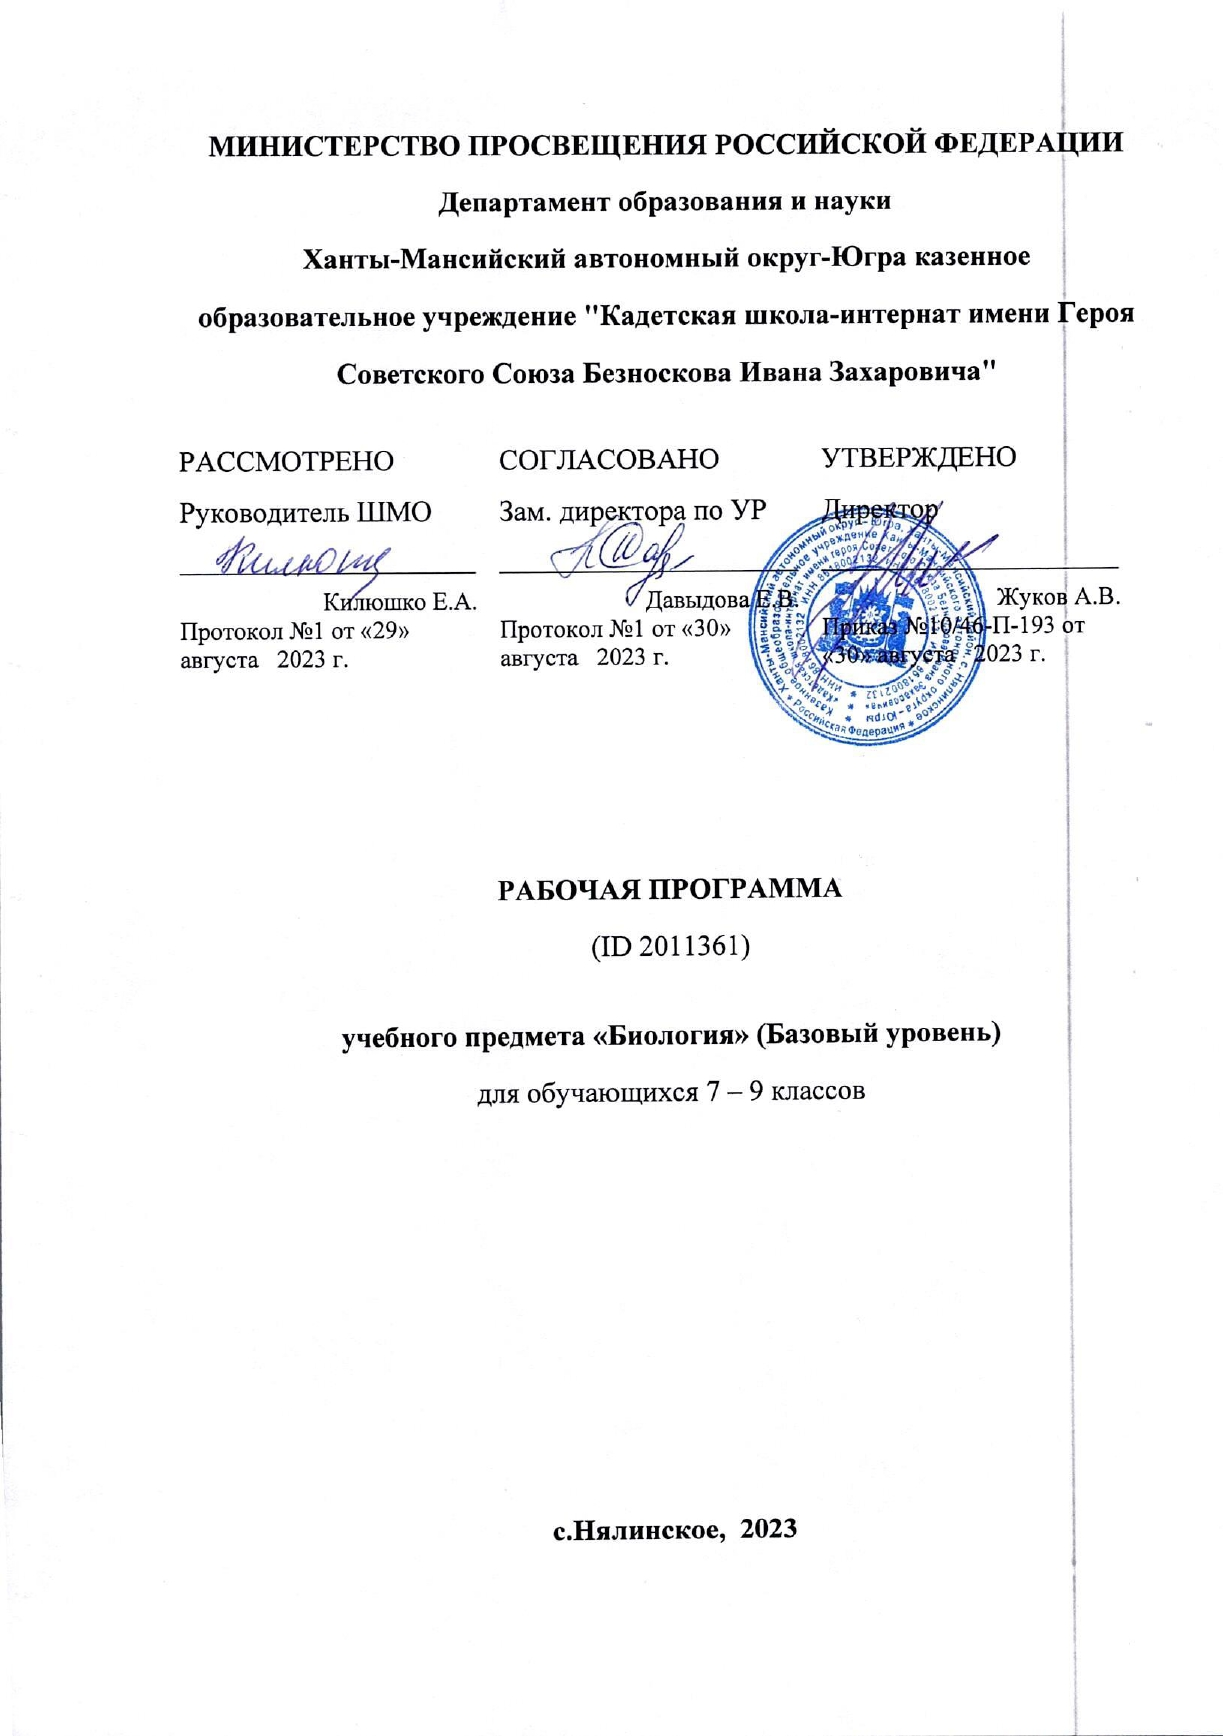 МИНИСТЕРСТВО ПРОСВЕЩЕНИЯ РОССИЙСКОЙ ФЕДЕРАЦИИ
Департамент образования и науки
Ханты-Мансийский автономный округ-Югра казенное
образовательное учреждение "Кадетская школа-интернат имени Героя
Советского Союза Безноскова Ивана Захаровича"
РАССМОТРЕНО
Руководитель ШМО
Килюшко Е.А.
Протокол №1 от «29»
августа 2023 г.
СОГЛАСОВАНО
Зам. директора по УР
Давыдова Е.В.
Протокол №1 от «30»
августа 2023 г.
УТВЕРЖДЕНО
Директор
Жуков А.В.
Приказ №10/46-П-193 от
«30» августа 2023 г.
РАБОЧАЯ ПРОГРАММА
(ID 2011361)
учебного предмета «Биология» (Базовый уровень)
для обучающихся 7 – 9 классов
с.Нялинское, 2023